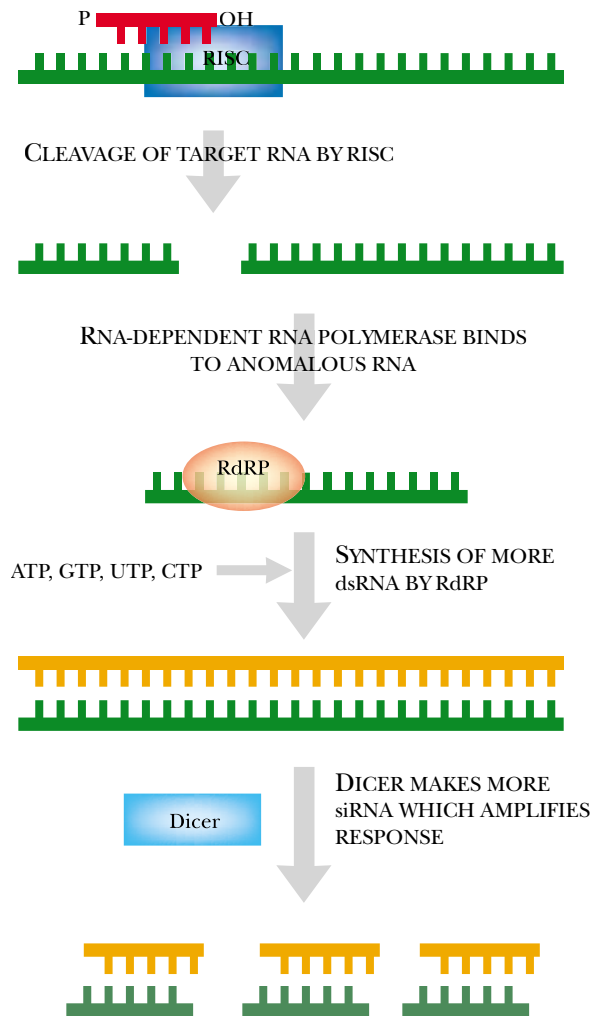 P OH
RISC
CLEAVAGE OF TARGET RNA BY RISC
RNA-DEPENDENT RNA POLYMERASE BINDS
TO ANOMALOUS RNA
RdRP
ATP, GTP, UTP, CTP
SYNTHESIS OF MORE
dsRNA BY RdRP
Dicer
DICER MAKES MORE
siRNA WHICH AMPLIFIES
RESPONSE